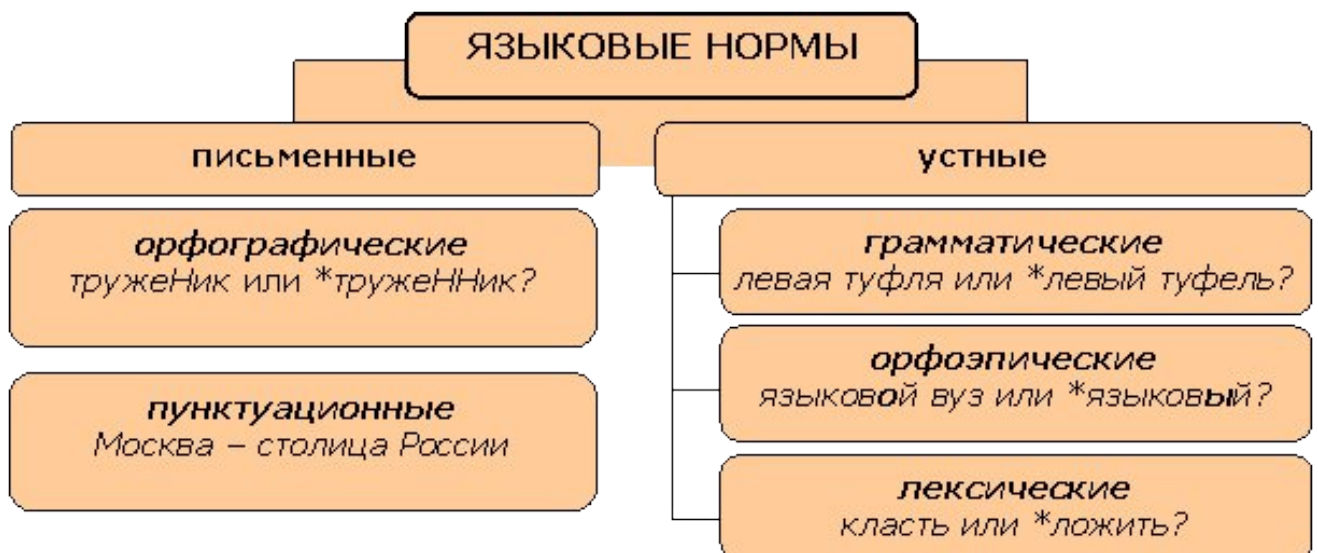 ЯЗЫКОВЫЕ НОРМЫ
письменные
орфографические
тружеНик или *тружеННик?
пунктуационные
Москва – столица России
устные
грамматические
левая туфля или *левый туфель?
орфоэпические
языковой вуз или *языковый?
лексические
класть или *ложить?